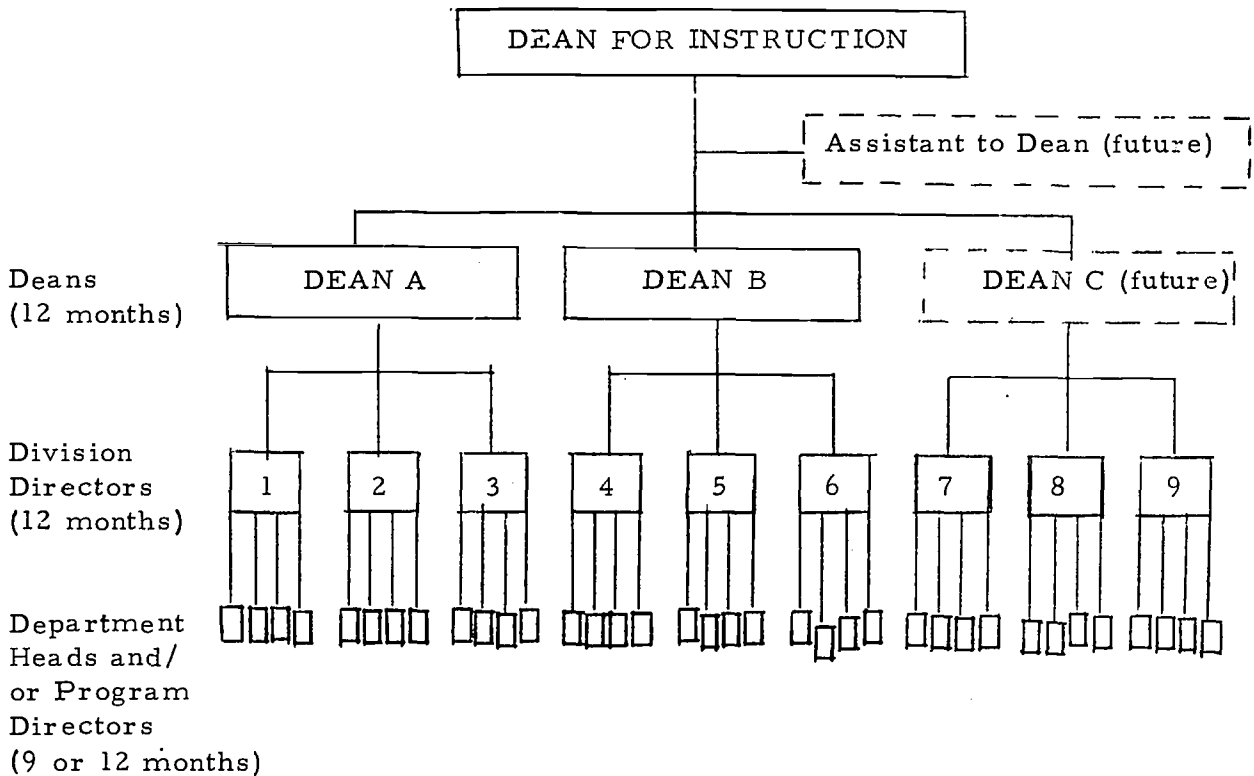 DEAN FOR INSTRUCTION
Assistant to Dean (future)
Deans
(12 months)
DEAN A
DEAN B
DEAN C (future)
Division
Directors
(12 months)
1 2 3 4 5 6 7 8 9
Department
Heads and/
or Program
Directors
(9 or 12 months)